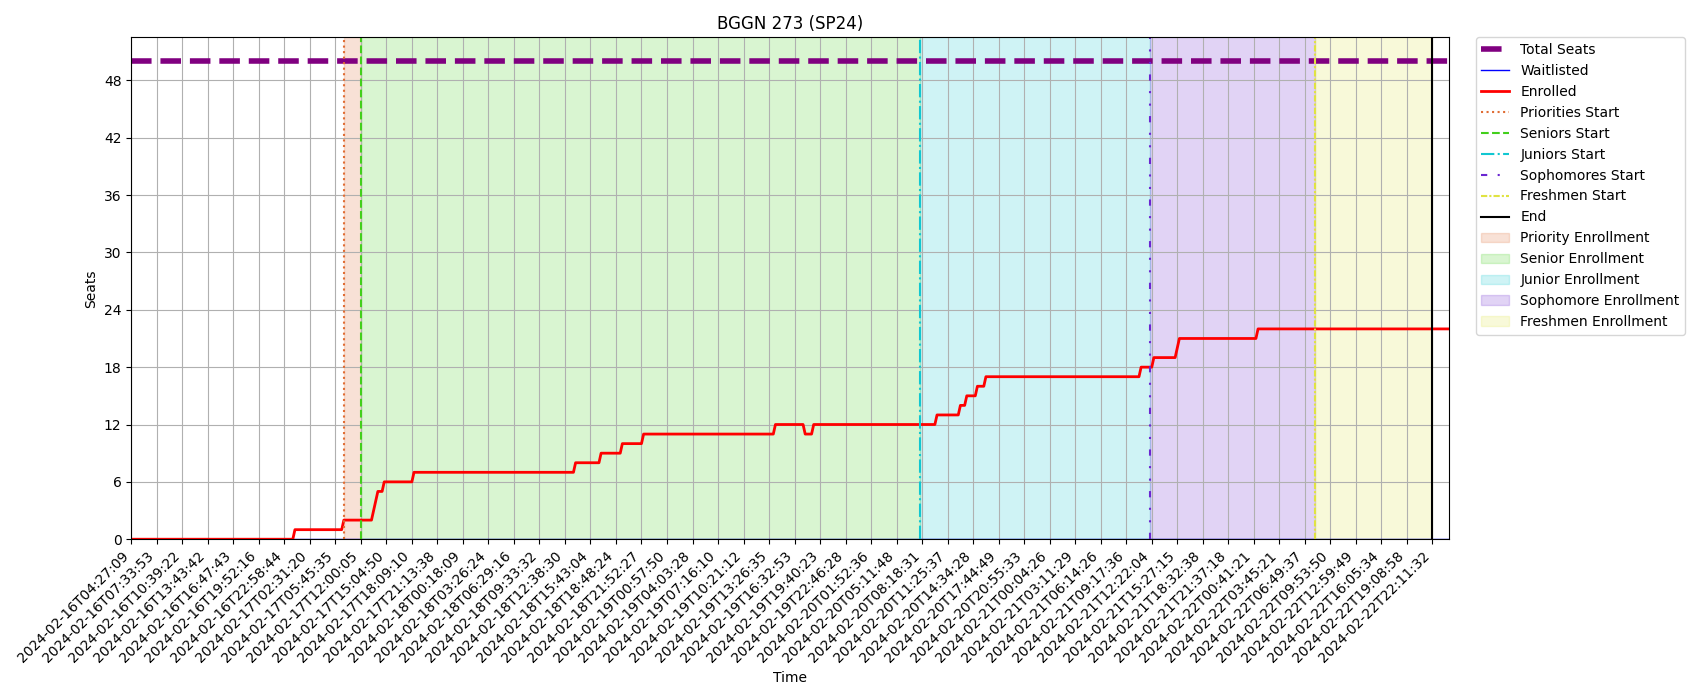 BGGN 273 (SP24)
Total Seats
Waitlisted
Enrolled
Priorities Start
Seniors Start
Juniors Start
Sophomores Start
Freshmen Start
End
Priority Enrollment
Senior Enrollment
Junior Enrollment
Sophomore Enrollment
Freshmen Enrollment
Seats
48
42
36
30
24
18
12
6
0
2024-02-16T04:27:09
2024-02-16T07:33:53
2024-02-16T10:39:22
2024-02-16T13:43:42
2024-02-16T16:47:43
2024-02-16T19:52:16
2024-02-16T22:58:44
2024-02-17T02:31:20
2024-02-17T05:45:35
2024-02-17T12:00:05
2024-02-17T15:04:50
2024-02-17T18:09:10
2024-02-17T21:13:38
2024-02-18T00:18:09
2024-02-18T03:26:24
2024-02-18T06:29:16
2024-02-18T09:33:32
2024-02-18T12:38:30
2024-02-18T15:43:04
2024-02-18T18:48:24
2024-02-18T21:52:27
2024-02-19T00:57:50
2024-02-19T04:03:28
2024-02-19T07:16:10
2024-02-19T10:21:12
2024-02-19T13:26:35
2024-02-19T16:32:53
2024-02-19T19:40:23
2024-02-19T22:46:28
2024-02-20T01:52:36
2024-02-20T05:11:48
2024-02-20T08:18:31
2024-02-20T11:25:37
2024-02-20T14:34:28
2024-02-20T17:44:49
2024-02-20T20:55:33
2024-02-21T00:04:26
2024-02-21T03:11:29
2024-02-21T06:14:26
2024-02-21T09:17:36
2024-02-21T12:22:04
2024-02-21T15:27:15
2024-02-21T18:32:38
2024-02-21T21:37:18
2024-02-22T00:41:21
2024-02-22T03:45:21
2024-02-22T06:49:37
2024-02-22T09:53:50
2024-02-22T12:59:49
2024-02-22T16:05:34
2024-02-22T19:08:58
2024-02-22T22:11:32
Time